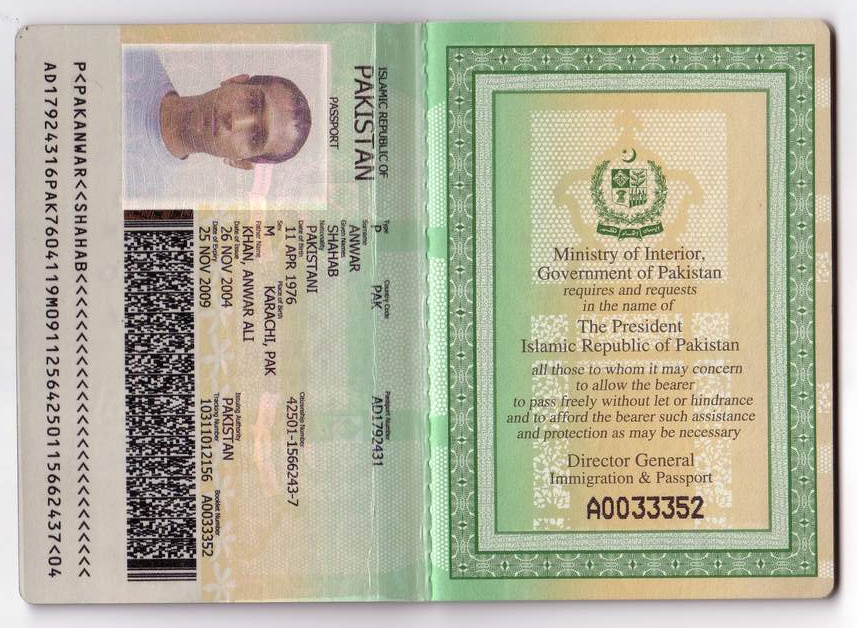 ISLAMIC REPUBLIC OF
PAKISTAN
PASSPORT
Type
P
Country Code
PAK
Passport Number
AD1792431
Surname
ANWAR
Given Names
SHAHAB
Nationality
PAKISTANI
Date of Birth
11 APR 1976
Citizenship Number
42501-1566243-7
Sex
M
Place of Birth
KARACHI, PAK
Father Name
KHAN, ANWAR ALI
Date of Issue
26 NOV 2004
Issuing Authority
PAKISTAN
Date of Expiry
25 NOV 2009
Tracking Number
10311012156
Booklet Number
A0033352
P<PAKANWAR<<SHAHAB<<<<<<<<<<<<<<<<<<<<<<<<<<
AD17924316PAK7604119M09112564250115662437<04
Ministry of Interior,
Government of Pakistan
requires and requests
in the name of
The President
Islamic Republic of Pakistan
all those to whom it may concern
to allow the bearer
to pass freely without let or hindrance
and to afford the bearer such assistance
and protection as may be necessary
Director General
Immigration & Passport
A0033352